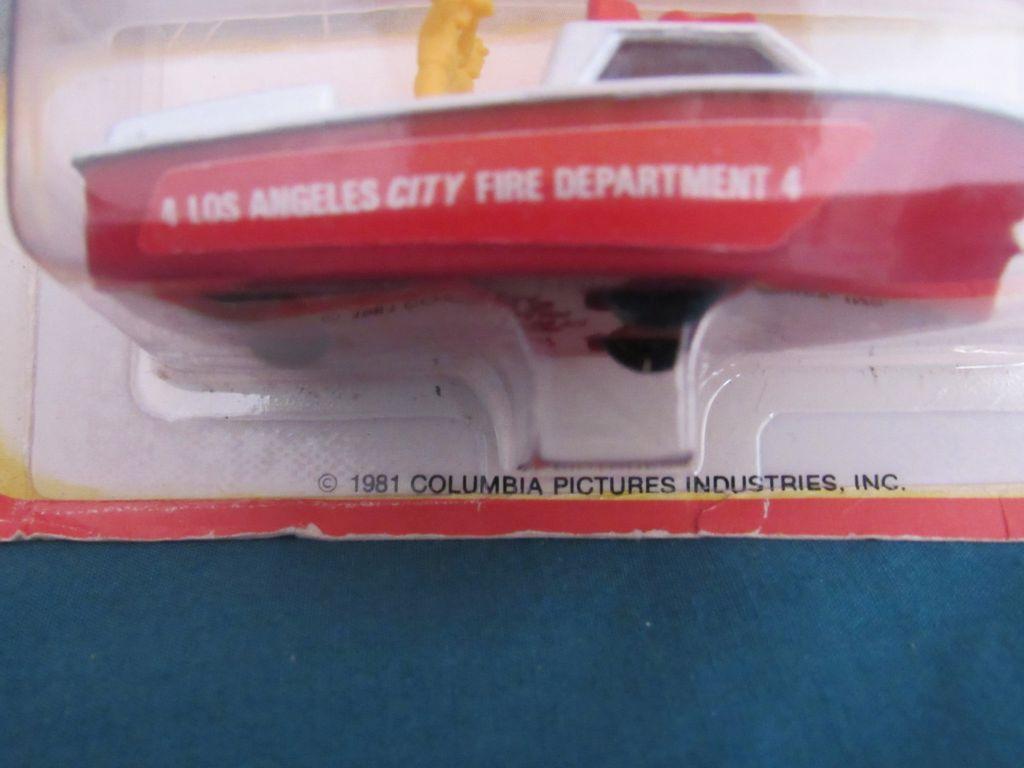 4 LOS ANGELES CITY FIRE DEPARTMENT 4
© 1981 COLUMBIA PICTURES INDUSTRIES, INC.